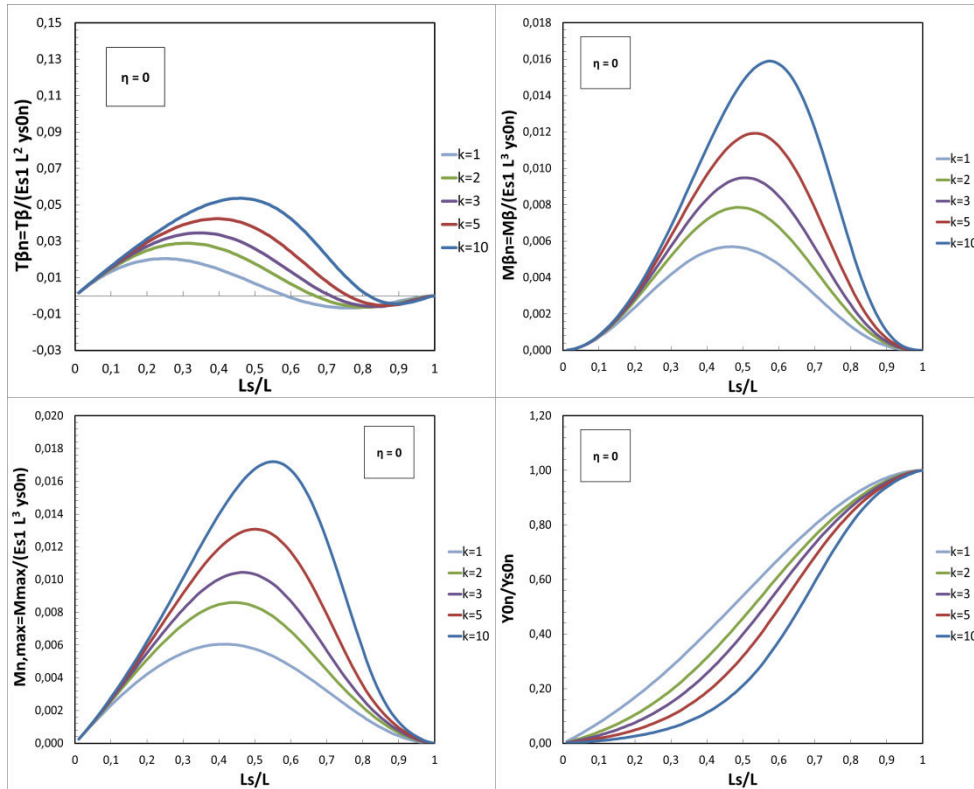 0,15
0,13
0,11
0,09
0,07
0,05
0,03
0,01
-0,01
-0,03
Tβn=Tβ/(Es1 L² ys0n)
η = 0
0 0,1 0,2 0,3 0,4 0,5 0,6 0,7 0,8 0,9 1
Ls/L
k=1
k=2
k=3
k=5
k=10
0,018
0,016
0,014
0,012
0,010
0,008
0,006
0,004
0,002
0,000
Mβn=Mβ/(Es1 L³ ys0n)
η = 0
0 0,1 0,2 0,3 0,4 0,5 0,6 0,7 0,8 0,9 1
Ls/L
k=1
k=2
k=3
k=5
k=10
0,020
0,018
0,016
0,014
0,012
0,010
0,008
0,006
0,004
0,002
0,000
Mn,max=Mmax/(Es1 L³ ys0n)
η = 0
0 0,1 0,2 0,3 0,4 0,5 0,6 0,7 0,8 0,9 1
Ls/L
k=1
k=2
k=3
k=5
k=10
1,20
1,00
0,80
0,60
0,40
0,20
0,00
Y0n/Ys0n
η = 0
0 0,1 0,2 0,3 0,4 0,5 0,6 0,7 0,8 0,9 1
Ls/L
k=1
k=2
k=3
k=5
k=10